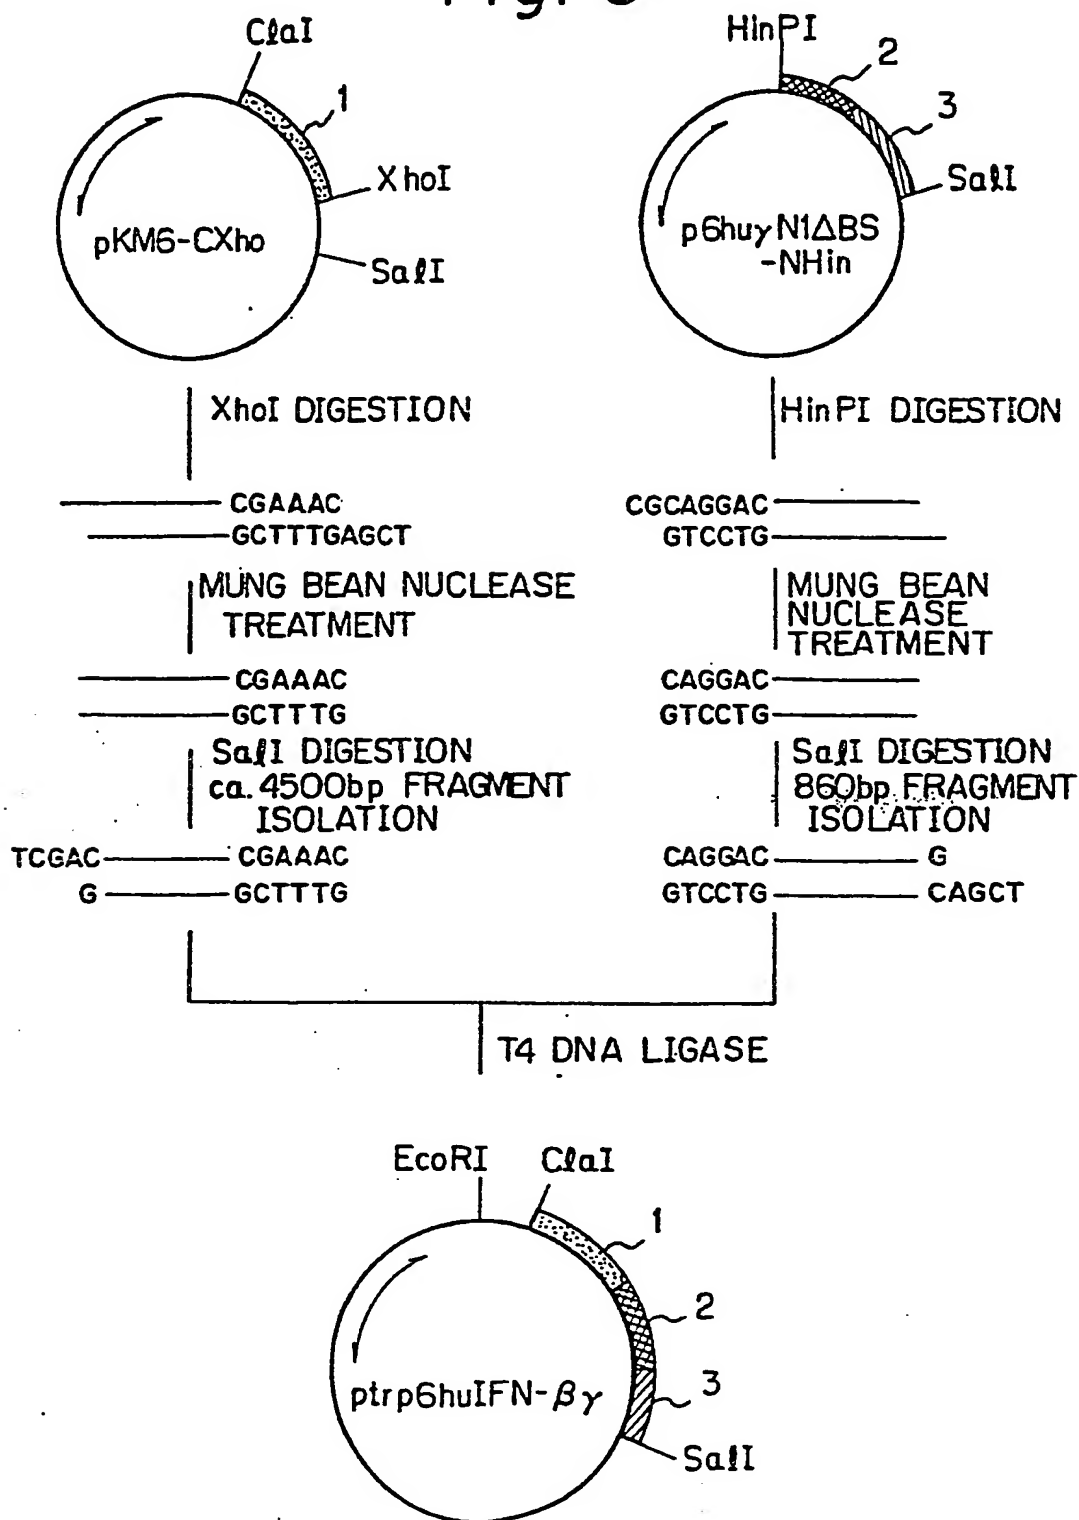 ClaI
1
XhoI
SalI
pKM6-CXho
HinPI
2
3
SalI
p6huγN1ΔBS
-NHin
XhoI DIGESTION
HinPI DIGESTION
CGAAAC
GCTTTGAGCT
CGCAGGAC
GTCCTG
MUNG BEAN NUCLEASE
TREATMENT
MUNG BEAN
NUCLEASE
TREATMENT
CGAAAC
GCTTTG
CAGGAC
GTCCTG
SalI DIGESTION
ca. 4500bp FRAGMENT
ISOLATION
SalI DIGESTION
860bp FRAGMENT
ISOLATION
TCGAC CGAAAC
G GCTTTG
CAGGAC G
GTCCTG CAGCT
T4 DNA LIGASE
EcoRI ClaI
1
2
3
ptrp6huIFN-βγ
SalI